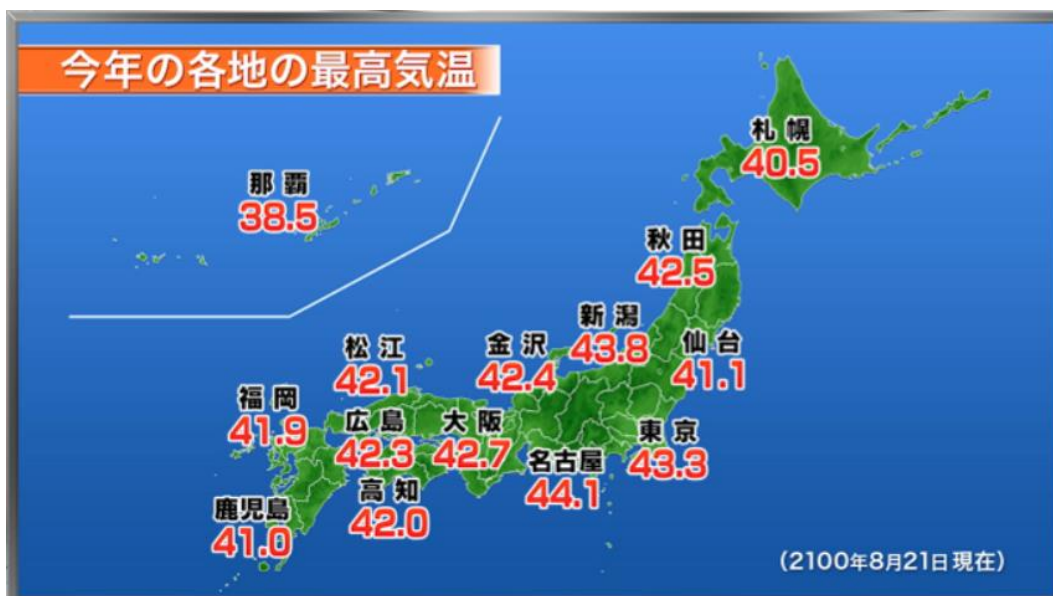 今年の各地の最高気温
札幌
40.5
那覇
38.5
秋田
42.5
新潟
43.8
仙台
41.1
金沢
42.4
松江
42.1
福岡
41.9
広島
42.3
大阪
42.7
東京
43.3
名古屋
44.1
高知
42.0
鹿児島
41.0
(2100年8月21日現在)